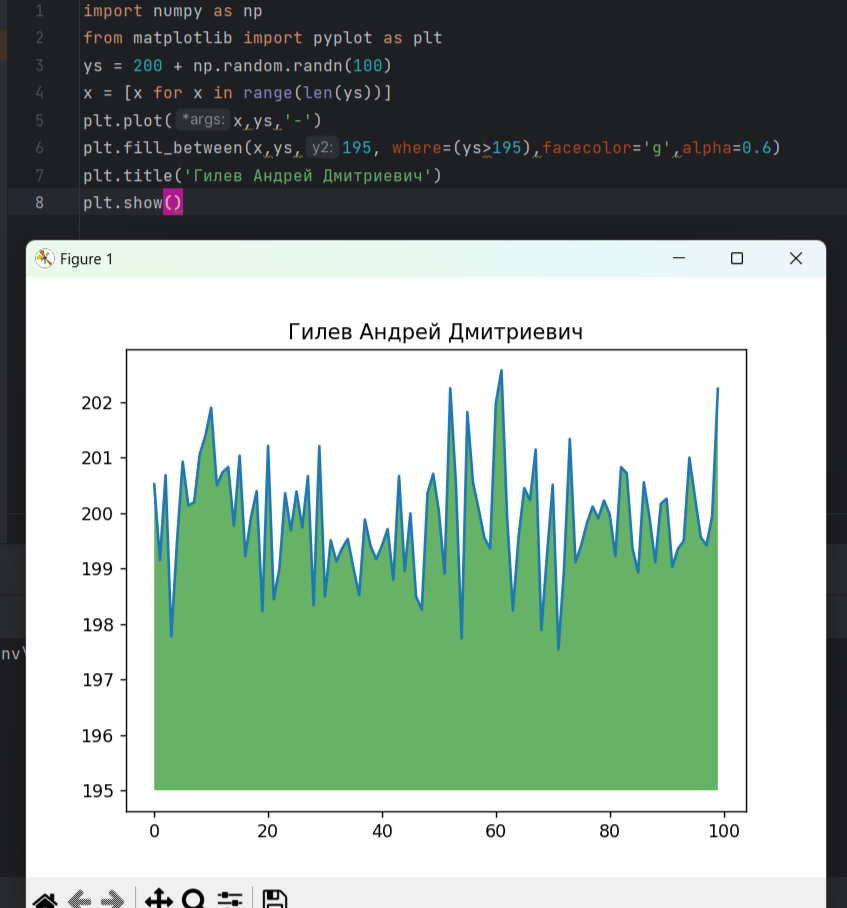 1 import numpy as np
2 from matplotlib import pyplot as plt
3 ys = 200 + np.random.randn(100)
4 x = [x for x in range(len(ys))]
5 plt.plot( *args: x,ys,'-')
6 plt.fill_between(x,ys, y2: 195, where=(ys>195),facecolor='g',alpha=0.6)
7 plt.title('Гилев Андрей Дмитриевич')
8 plt.show()
Figure 1
Гилев Андрей Дмитриевич
202
201
200
199
198
197
196
195
0 20 40 60 80 100
nv\